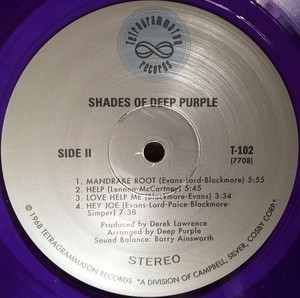 tetragrammaton
records
SHADES OF DEEP PURPLE
SIDE II
T-102
(7708)
1. MANDRAKE ROOT (Evans-Lord-Blackmore) 5:55
2. HELP (Lennon-McCartney) 5:45
3. LOVE HELP ME (Blackmore-Evans) 3:34
4. HEY JOE (Evans-Lord-Paice-Blackmore-
Simper) 7:38
Produced by Derek Lawrence
Arranged by Deep Purple
Sound Balance: Barry Ainsworth
STEREO
© 1968 TETRAGRAMMATON RECORDS *A DIVISION OF CAMPBELL, SILVER, COSBY CORP.*